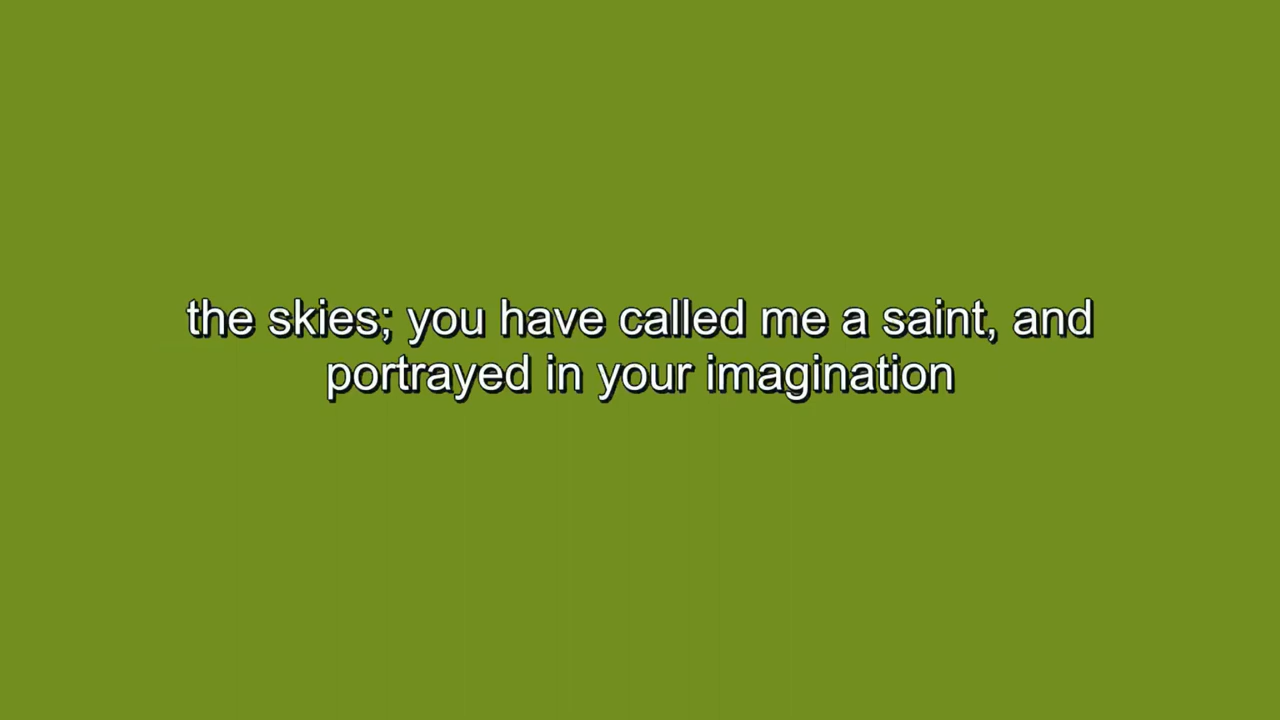 the skies; you have called me a saint, and
portrayed in your imagination